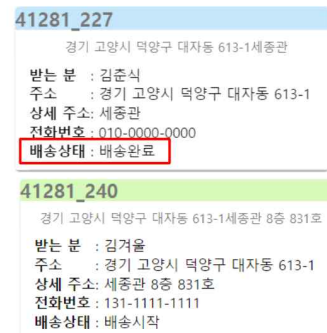 41281_227
경기 고양시 덕양구 대자동 613-1세종관
받는 분 : 김준식
주소 : 경기 고양시 덕양구 대자동 613-1
상세 주소: 세종관
전화번호 : 010-0000-0000
배송상태 : 배송완료
41281_240
경기 고양시 덕양구 대자동 613-1세종관 8층 831호
받는 분 : 김겨울
주소 : 경기 고양시 덕양구 대자동 613-1
상세 주소: 세종관 8층 831호
전화번호 : 131-1111-1111
배송상태 : 배송시작